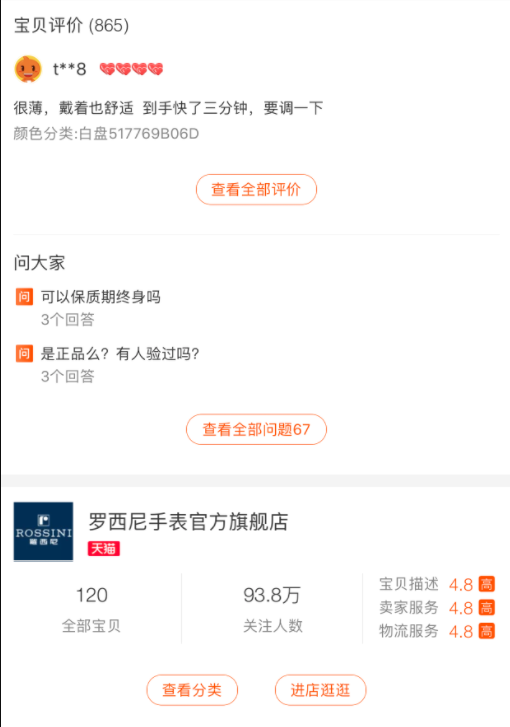 宝贝评价 (865)
t**8
很薄，戴着也舒适 到手快了三分钟，要调一下
颜色分类:白盘517769B06D
查看全部评价
问大家
问 可以保质期终身吗
3个回答
问 是正品么？有人验过吗？
3个回答
查看全部问题67
R
ROSSINI
罗西尼
罗西尼手表官方旗舰店
天猫
120
全部宝贝
93.8万
关注人数
宝贝描述 4.8 高
卖家服务 4.8 高
物流服务 4.8 高
查看分类
进店逛逛